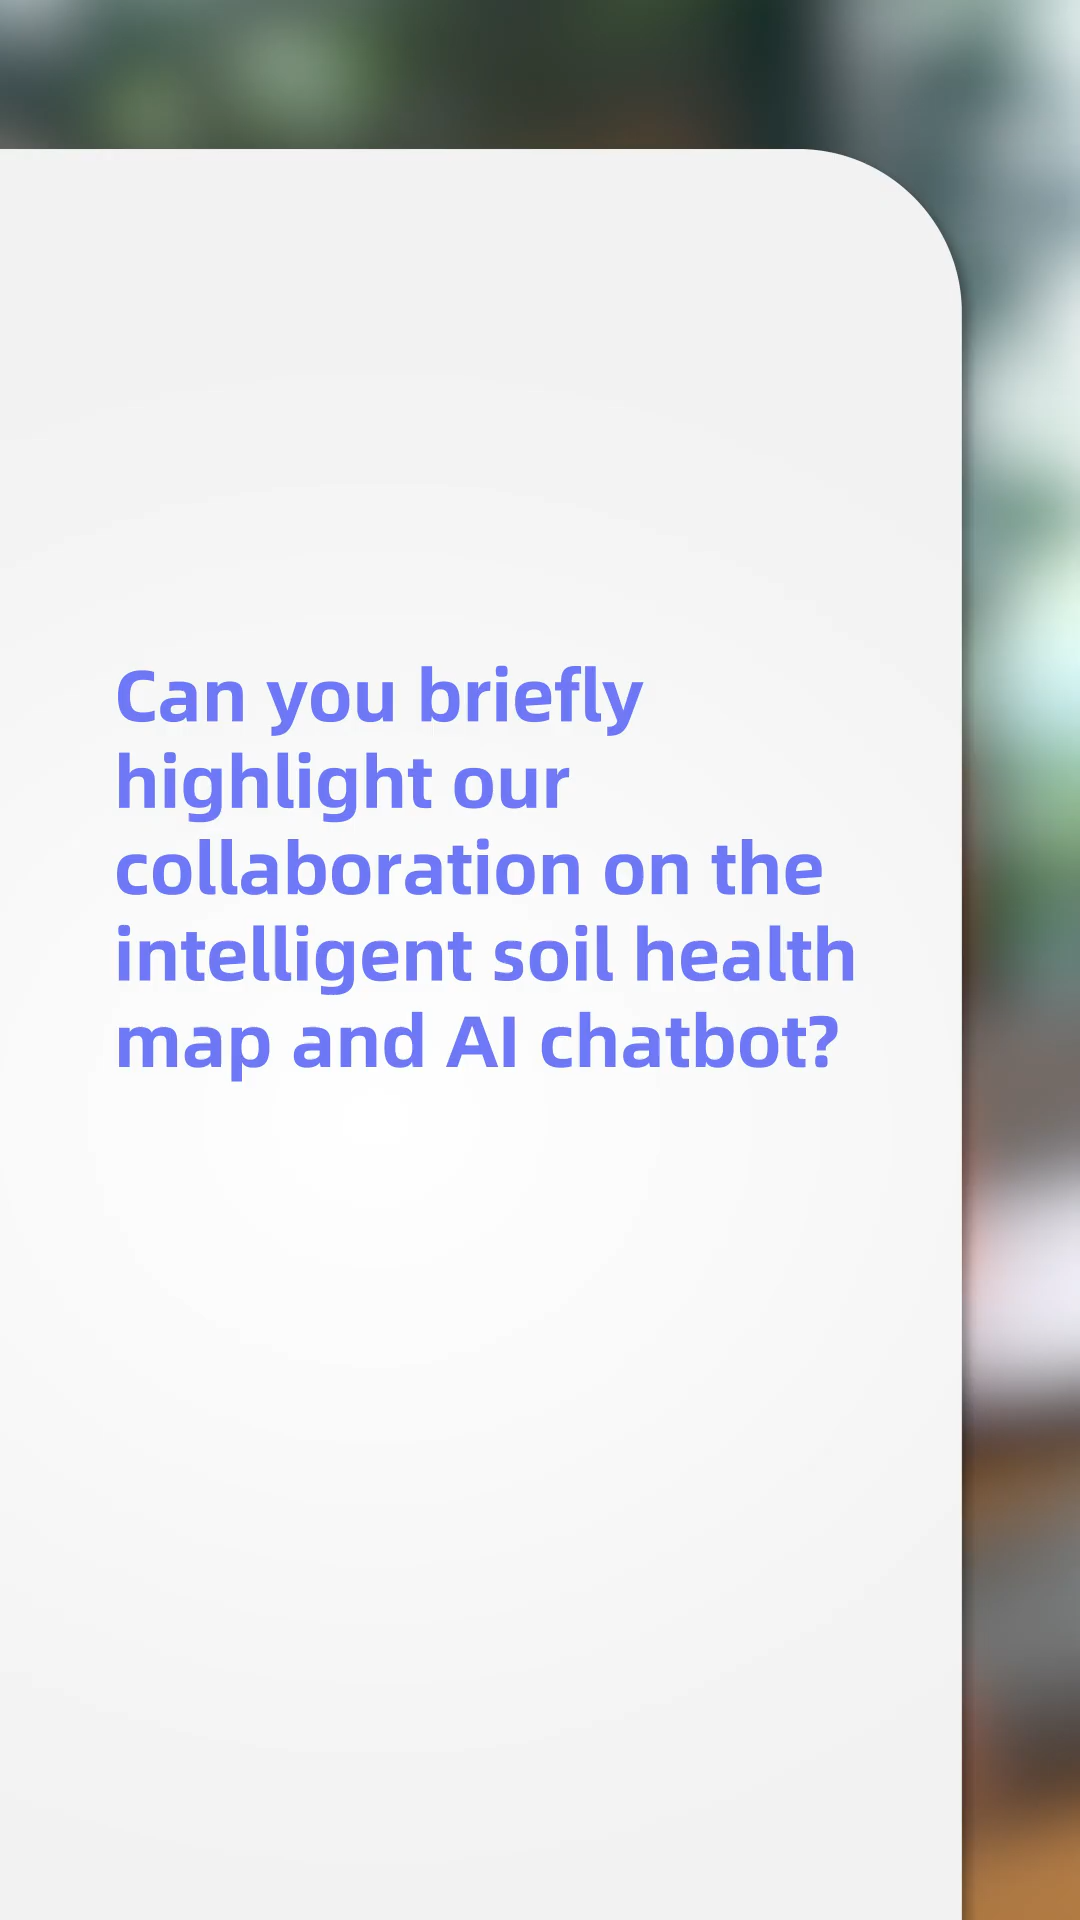 Can you briefly
highlight our
collaboration on the
intelligent soil health
map and AI chatbot?